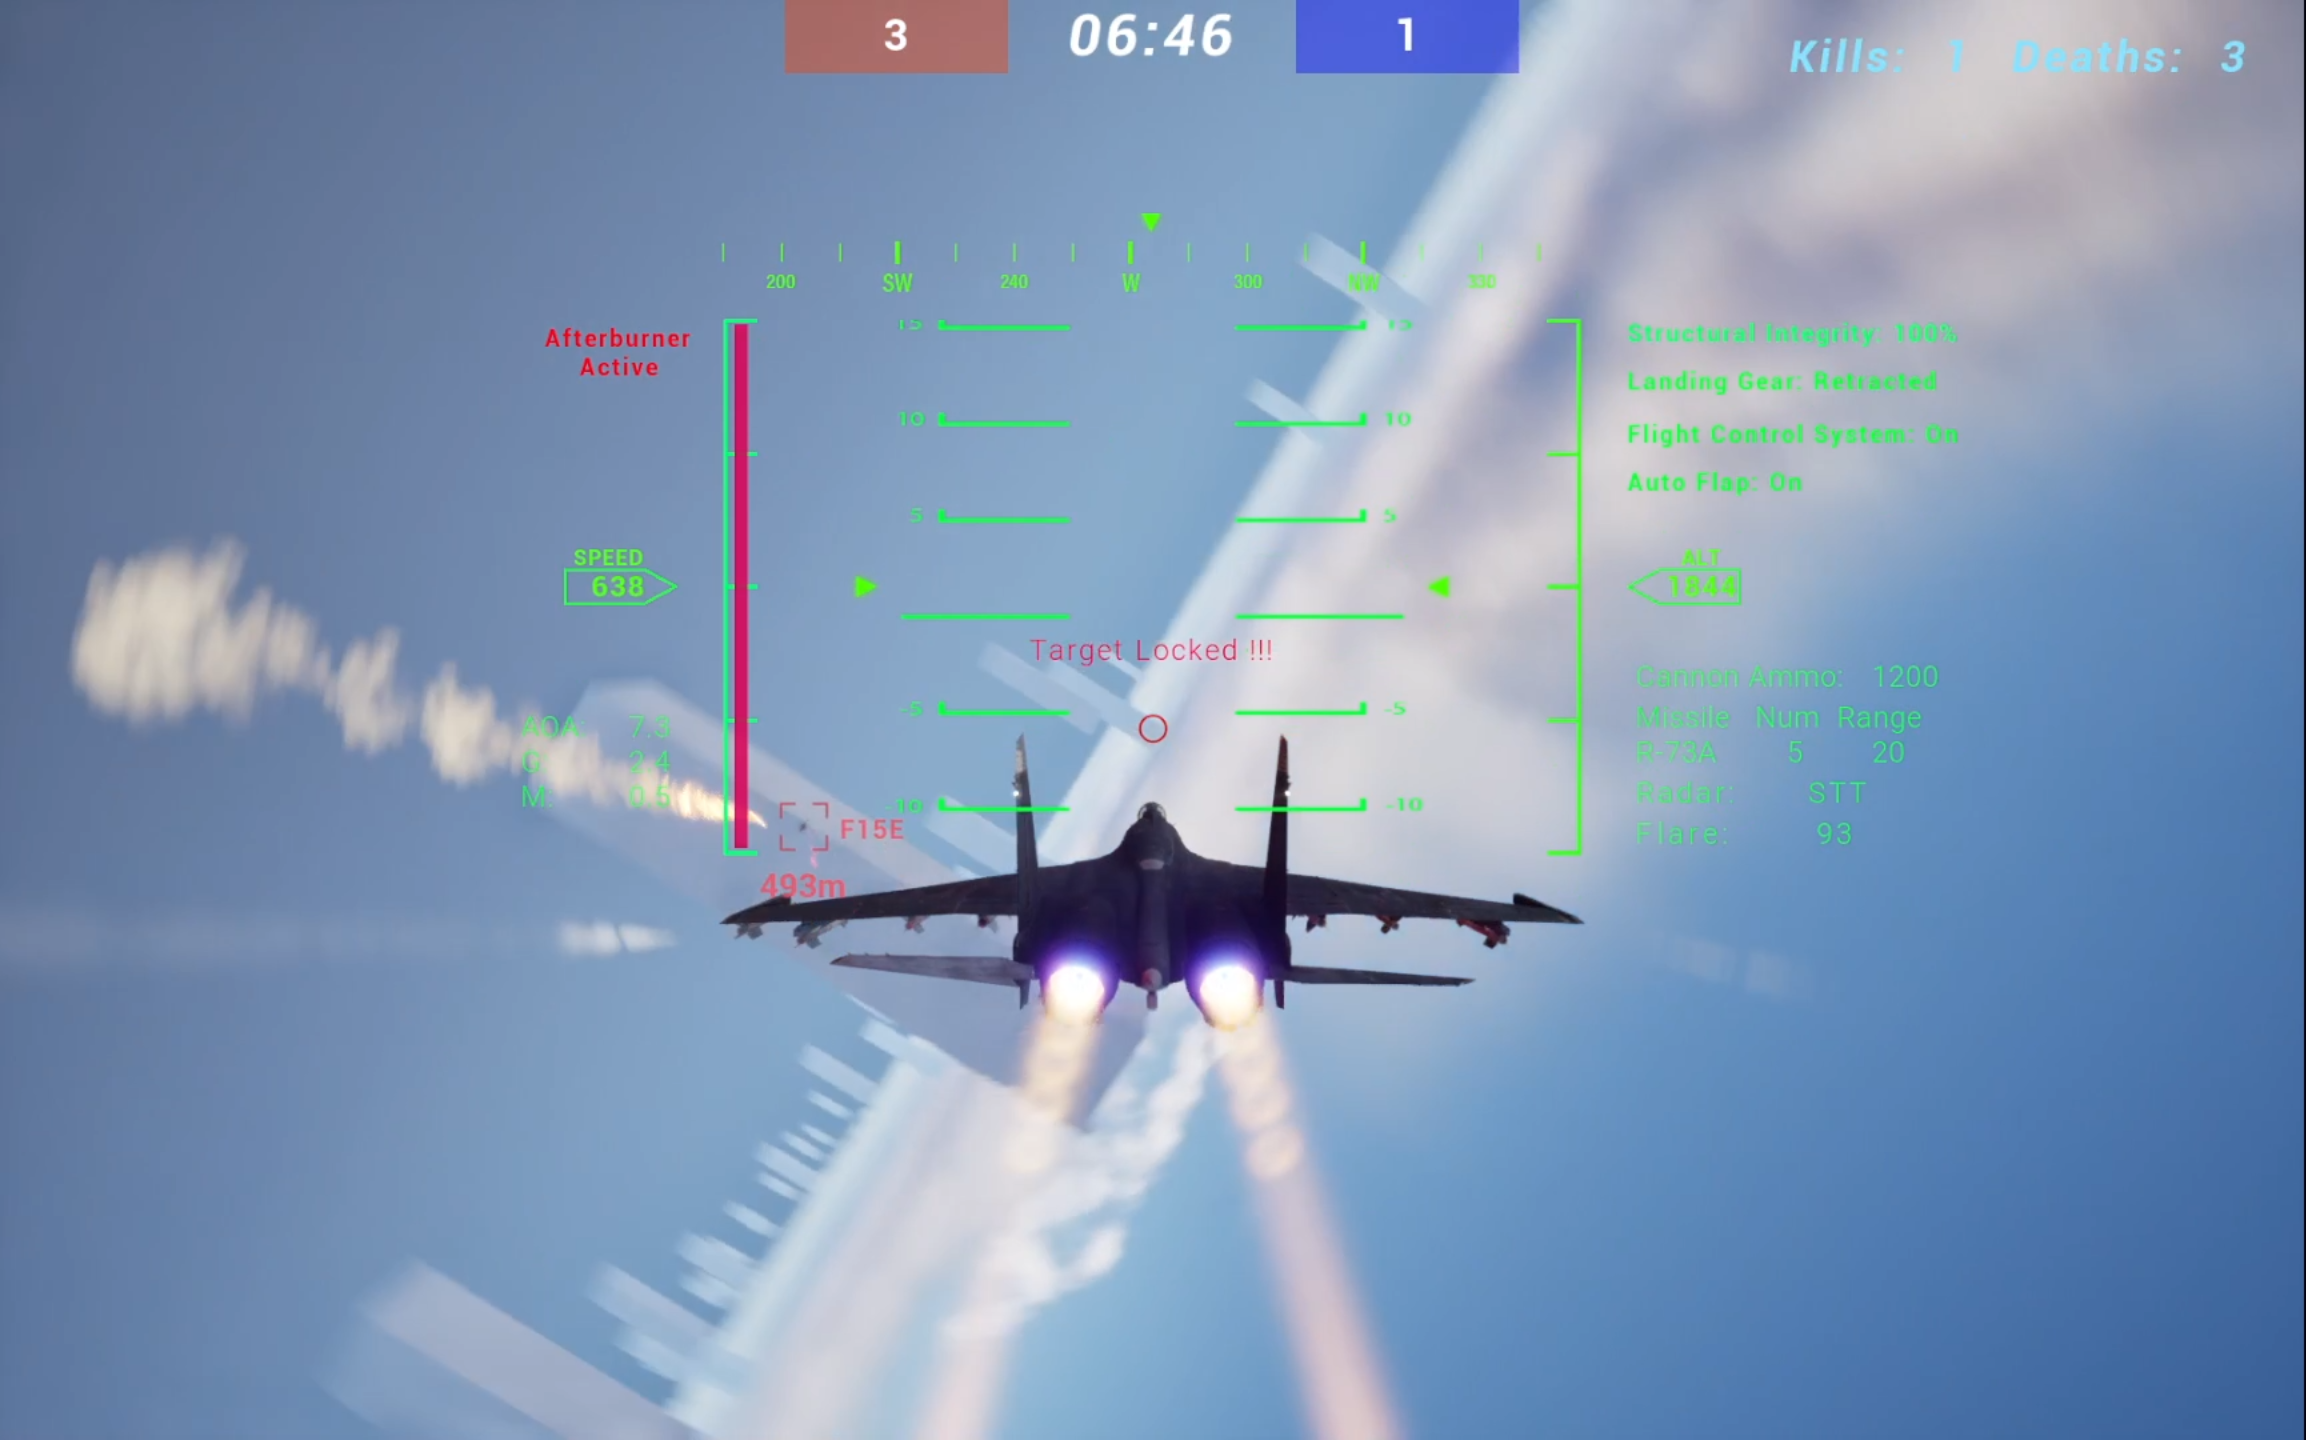 3 06:46 1
Kills: 1 Deaths: 3
200 SW 240 W 300 NW 330
Afterburner
Active
15 15
10 10
5 5
-5 -5
-10 -10
SPEED
638
AOA: 7.3
G: 2.4
M: 0.5
Target Locked !!!
F15E
493m
Structural Integrity: 100%
Landing Gear: Retracted
Flight Control System: On
Auto Flap: On
ALT
1844
Cannon Ammo: 1200
Missile Num Range
R-73A 5 20
Radar: STT
Flare: 93